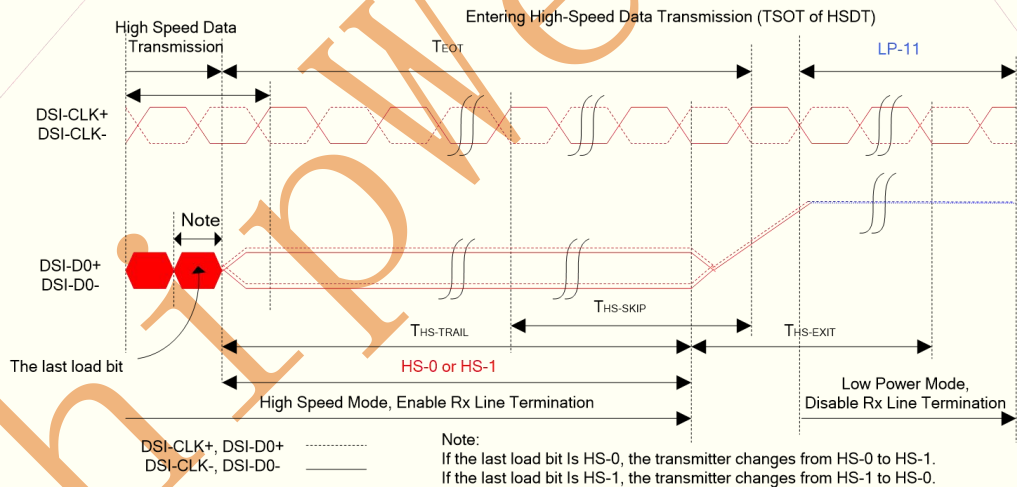 Entering High-Speed Data Transmission (TSOT of HSDT)
High Speed Data
Transmission
TEOT
LP-11
DSI-CLK+
DSI-CLK-
Note
DSI-D0+
DSI-D0-
THS-SKIP
THS-TRAIL
THS-EXIT
The last load bit
HS-0 or HS-1
High Speed Mode, Enable Rx Line Termination
Low Power Mode,
Disable Rx Line Termination
DSI-CLK+, DSI-D0+
DSI-CLK-, DSI-D0-
Note:
If the last load bit Is HS-0, the transmitter changes from HS-0 to HS-1.
If the last load bit Is HS-1, the transmitter changes from HS-1 to HS-0.
hipwe